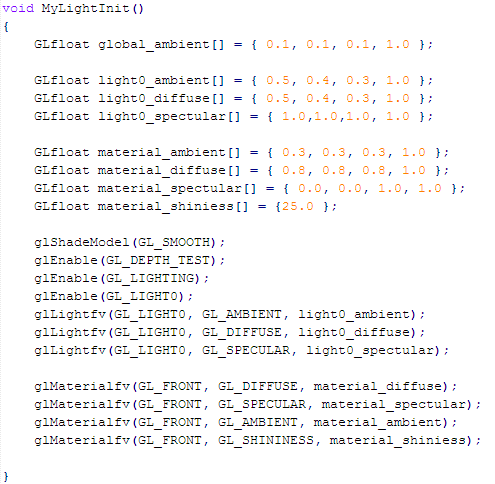 void MyLightInit()
{
    GLfloat global_ambient[] = { 0.1, 0.1, 0.1, 1.0 };
    GLfloat light0_ambient[] = { 0.5, 0.4, 0.3, 1.0 };
    GLfloat light0_diffuse[] = { 0.5, 0.4, 0.3, 1.0 };
    GLfloat light0_spectular[] = { 1.0,1.0,1.0, 1.0 };
    GLfloat material_ambient[] = { 0.3, 0.3, 0.3, 1.0 };
    GLfloat material_diffuse[] = { 0.8, 0.8, 0.8, 1.0 };
    GLfloat material_spectular[] = { 0.0, 0.0, 1.0, 1.0 };
    GLfloat material_shiniess[] = {25.0 };
    glShadeModel(GL_SMOOTH);
    glEnable(GL_DEPTH_TEST);
    glEnable(GL_LIGHTING);
    glEnable(GL_LIGHT0);
    glLightfv(GL_LIGHT0, GL_AMBIENT, light0_ambient);
    glLightfv(GL_LIGHT0, GL_DIFFUSE, light0_diffuse);
    glLightfv(GL_LIGHT0, GL_SPECULAR, light0_spectular);
    glMaterialfv(GL_FRONT, GL_DIFFUSE, material_diffuse);
    glMaterialfv(GL_FRONT, GL_SPECULAR, material_spectular);
    glMaterialfv(GL_FRONT, GL_AMBIENT, material_ambient);
    glMaterialfv(GL_FRONT, GL_SHININESS, material_shiniess);
}